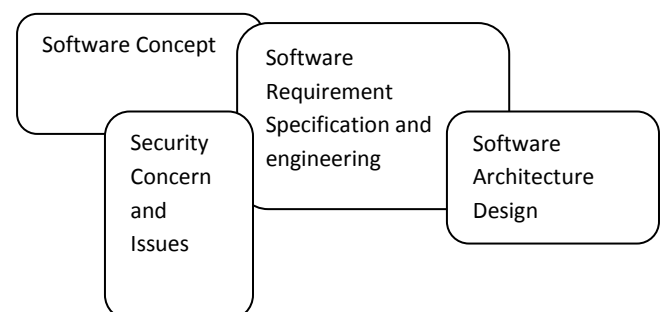 Software Concept
Software
Requirement
Specification and
engineering
Security
Concern
and
Issues
Software
Architecture
Design